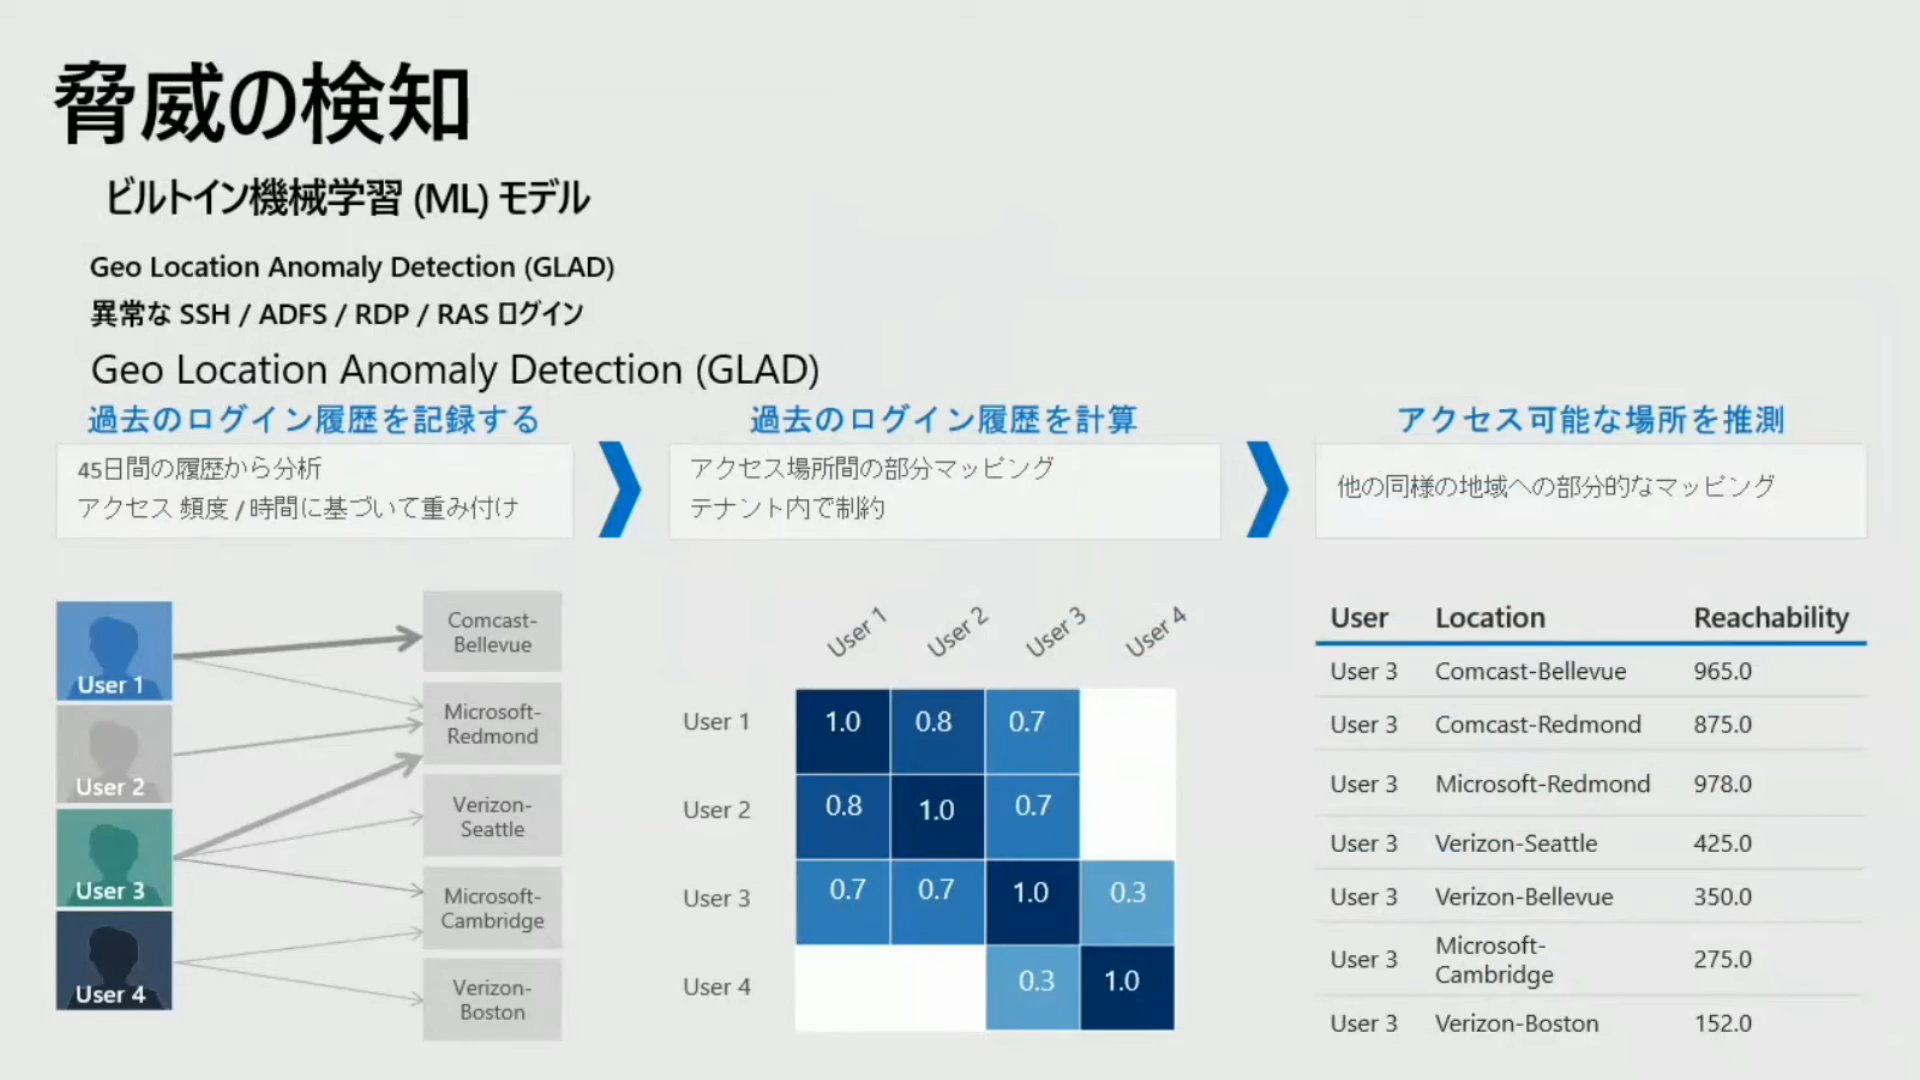 脅威の検知
ビルトイン機械学習 (ML) モデル
Geo Location Anomaly Detection (GLAD)
異常な SSH / ADFS / RDP / RAS ログイン
Geo Location Anomaly Detection (GLAD)
過去のログイン履歴を記録する
45日間の履歴から分析
アクセス 頻度 / 時間に基づいて重み付け
過去のログイン履歴を計算
アクセス場所間の部分マッピング
テナント内で制約
アクセス可能な場所を推測
他の同様の地域への部分的なマッピング
User 1
User 2
User 3
User 4
Comcast-
Bellevue
Microsoft-
Redmond
Verizon-
Seattle
Microsoft-
Cambridge
Verizon-
Boston
User 1 User 2 User 3 User 4
User 1 1.0 0.8 0.7
User 2 0.8 1.0 0.7
User 3 0.7 0.7 1.0 0.3
User 4 0.3 1.0
User Location Reachability
User 3 Comcast-Bellevue 965.0
User 3 Comcast-Redmond 875.0
User 3 Microsoft-Redmond 978.0
User 3 Verizon-Seattle 425.0
User 3 Verizon-Bellevue 350.0
User 3 Microsoft-
Cambridge 275.0
User 3 Verizon-Boston 152.0